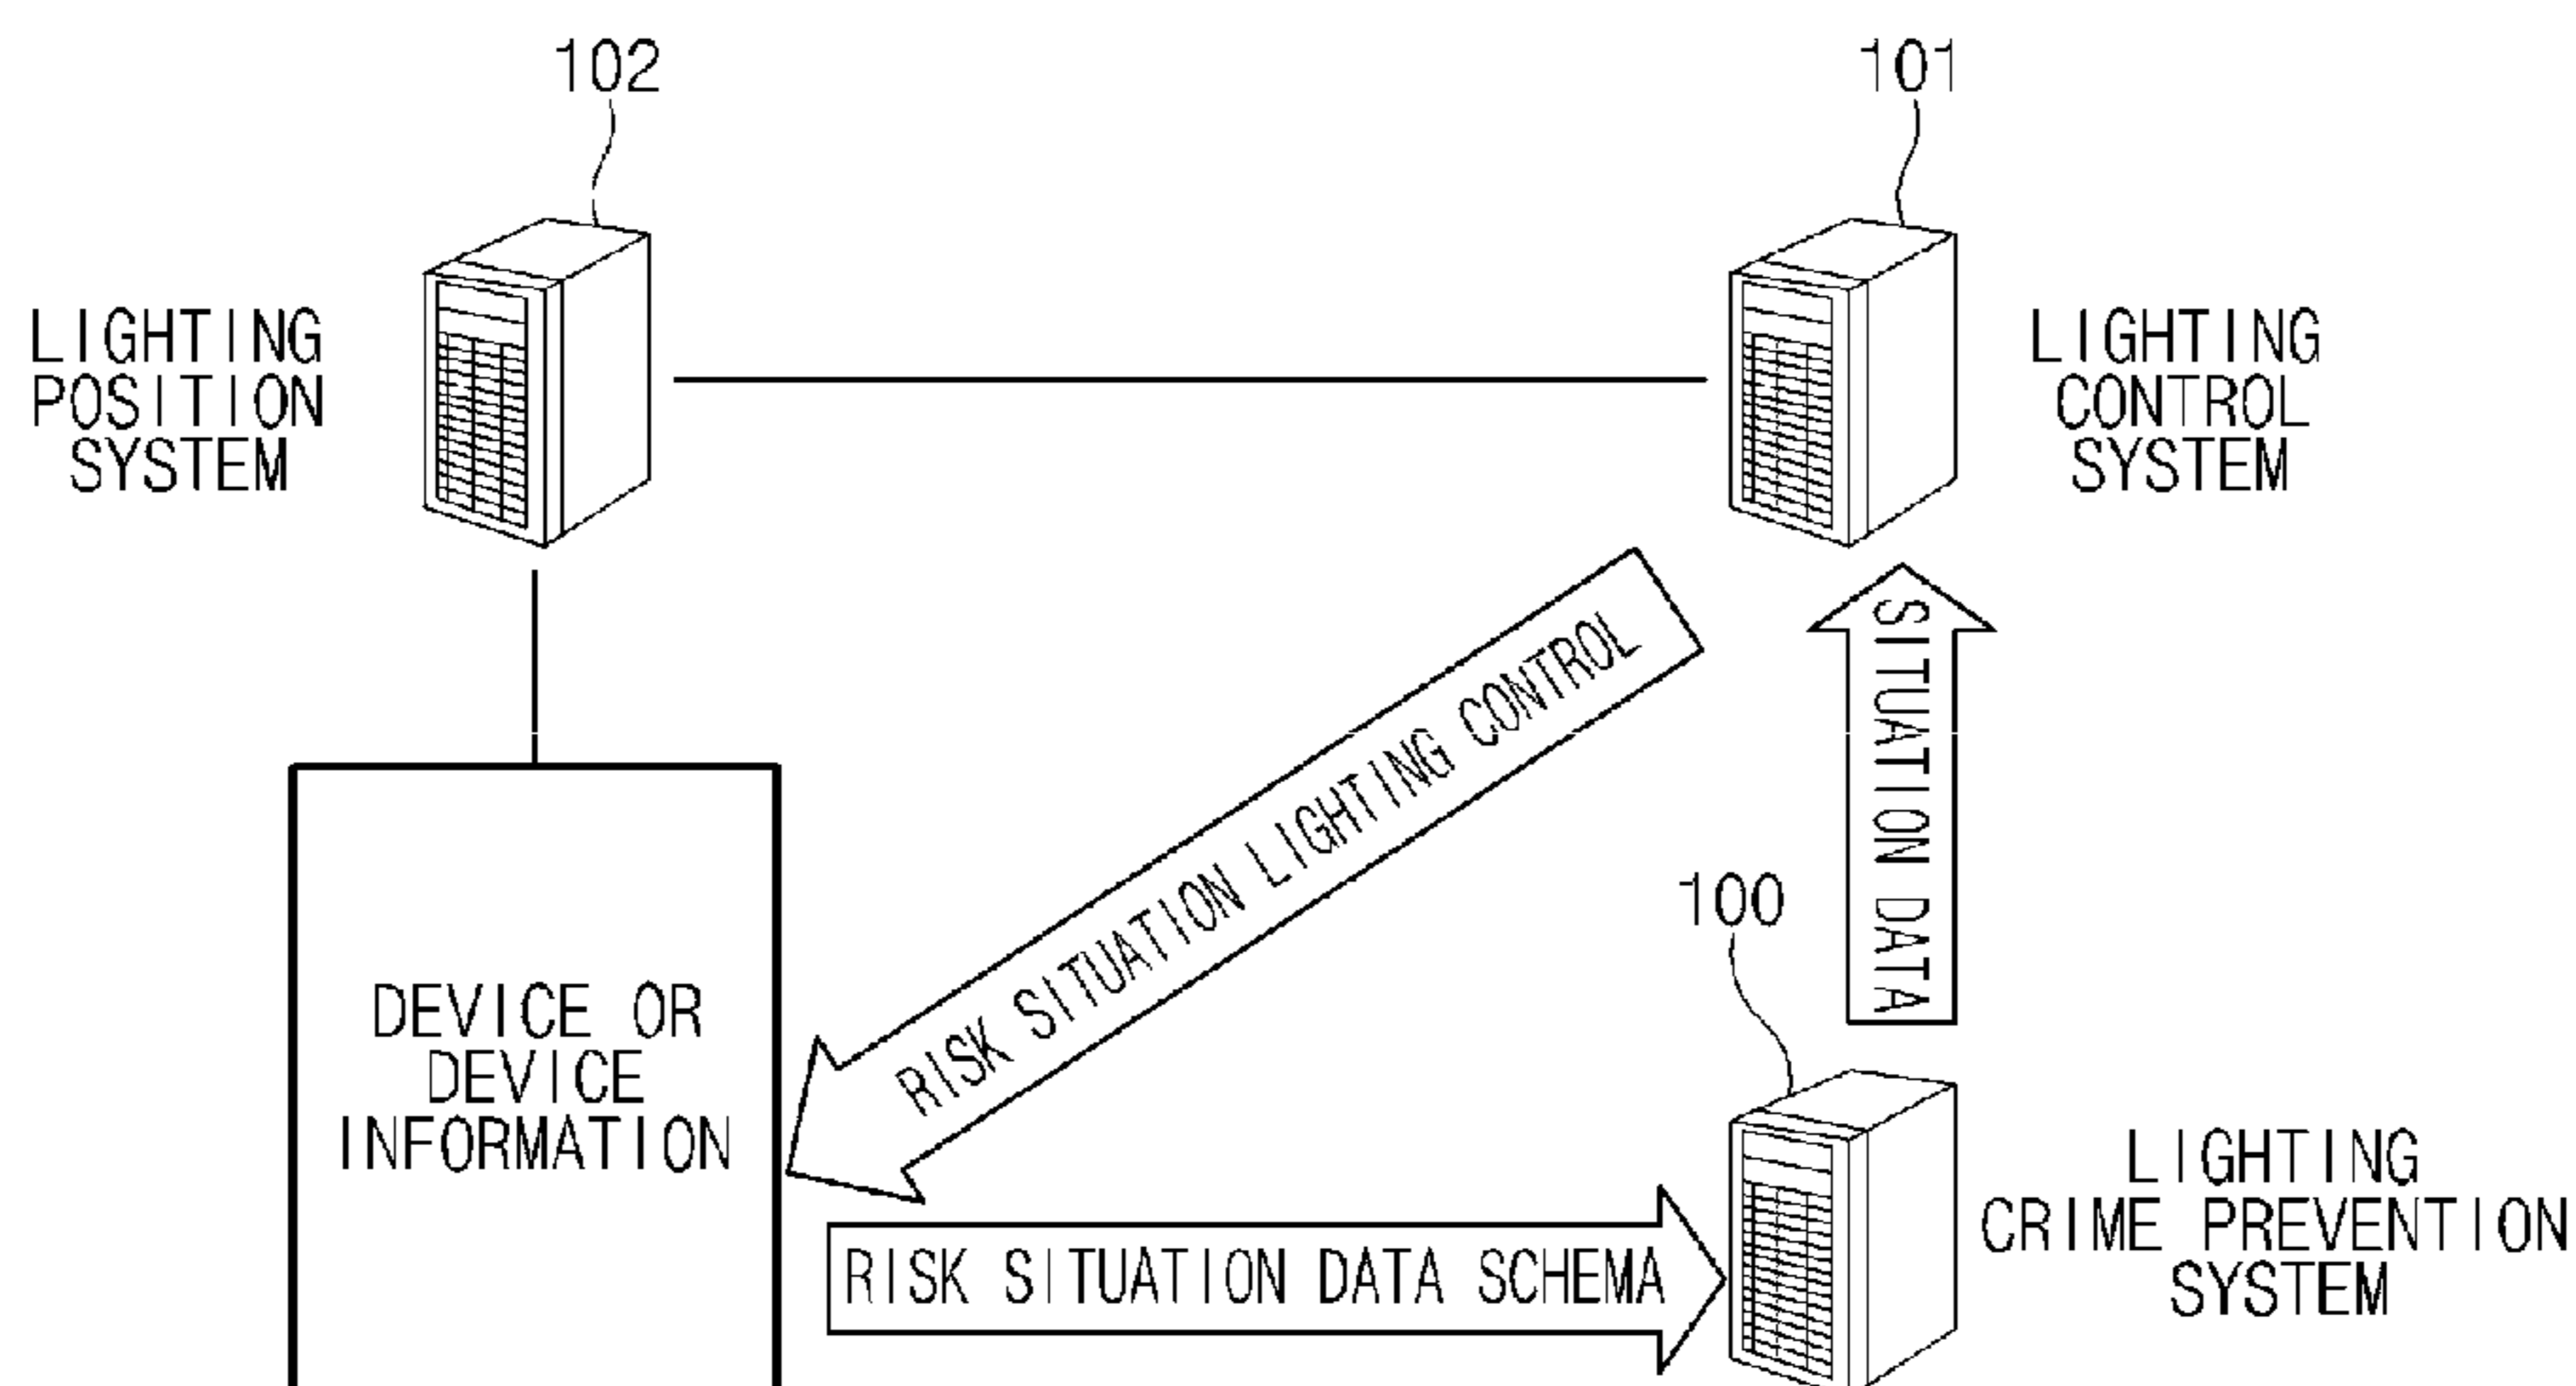 102
101
LIGHTING
POSITION
SYSTEM
LIGHTING
CONTROL
SYSTEM
RISK SITUATION LIGHTING CONTROL
SITUATION DATA
100
DEVICE OR
DEVICE
INFORMATION
RISK SITUATION DATA SCHEMA
LIGHTING
CRIME PREVENTION
SYSTEM